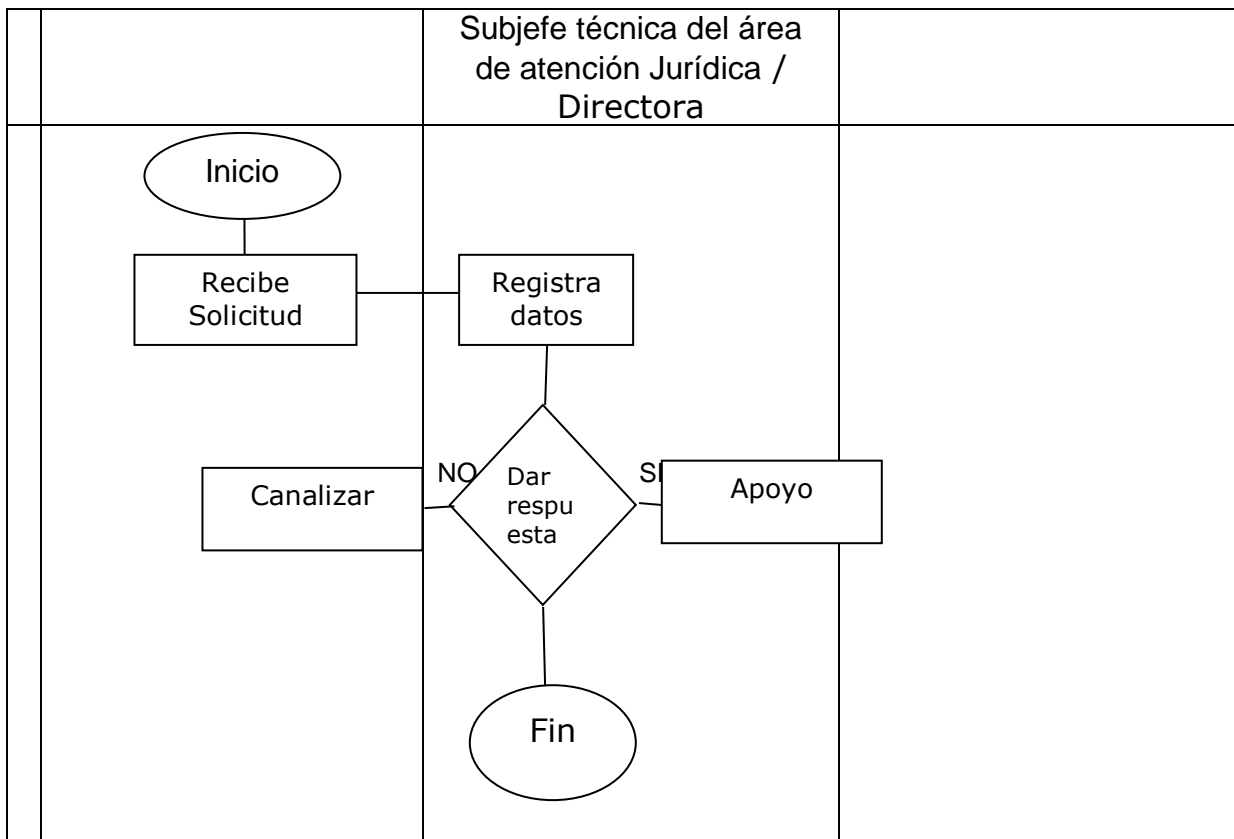 Subjefe técnica del área
de atención Jurídica /
Directora
Inicio
Recibe
Solicitud
Registra
datos
NO
Dar
respu
esta
SI
Canalizar
Apoyo
Fin